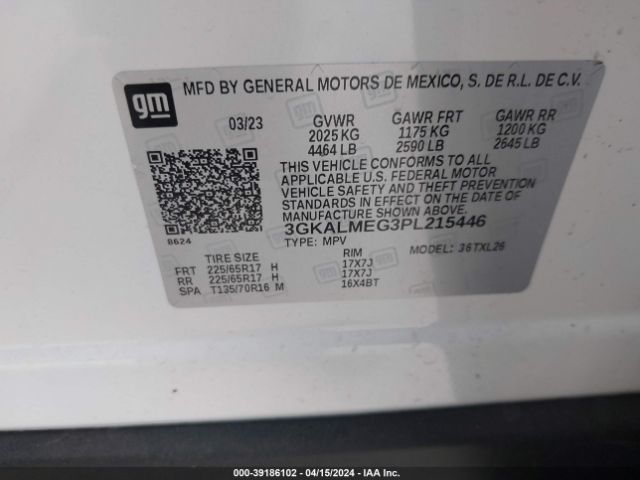 gm
MFD BY GENERAL MOTORS DE MEXICO, S. DE R.L. DE C.V.
03/23 GVWR GAWR FRT GAWR RR
2025 KG 1175 KG 1200 KG
4464 LB 2590 LB 2645 LB
THIS VEHICLE CONFORMS TO ALL
APPLICABLE U.S. FEDERAL MOTOR
VEHICLE SAFETY AND THEFT PREVENTION
STANDARDS IN EFFECT ON THE DATE OF
MANUFACTURE SHOWN ABOVE.
3GKALMEG3PL215446
8624
TYPE: MPV MODEL: 36TXL26
TIRE SIZE RIM
FRT 225/65R17 H 17X7J
RR 225/65R17 H 17X7J
SPA T135/70R16 M 16X4BT
000-39186102 - 04/15/2024 - IAA Inc.